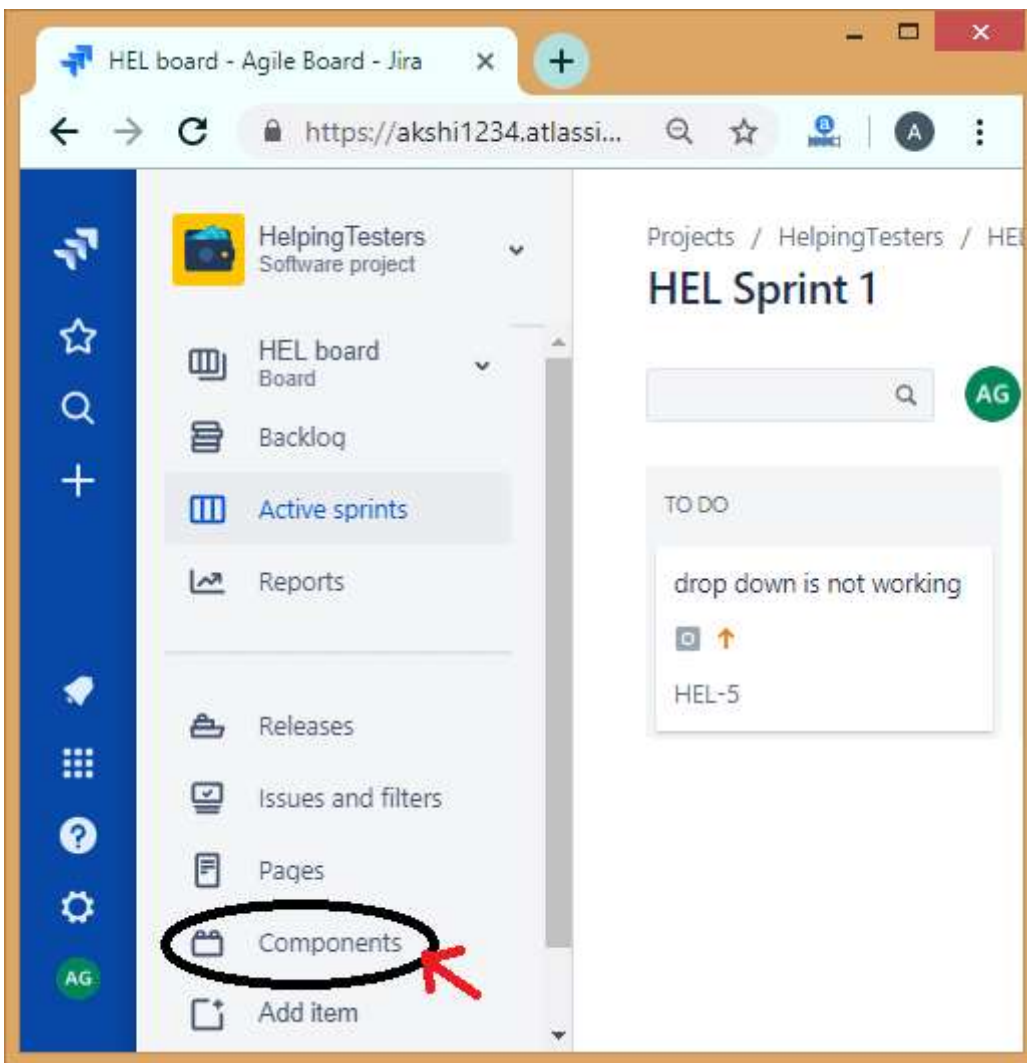 HEL board - Agile Board - Jira
https://akshi1234.atlassi...
A
HelpingTesters
Software project
HEL board
Board
Backlog
Active sprints
Reports
Releases
Issues and filters
Pages
Components
Add item
AG
Projects / HelpingTesters / HEL
HEL Sprint 1
AG
TO DO
drop down is not working
HEL-5